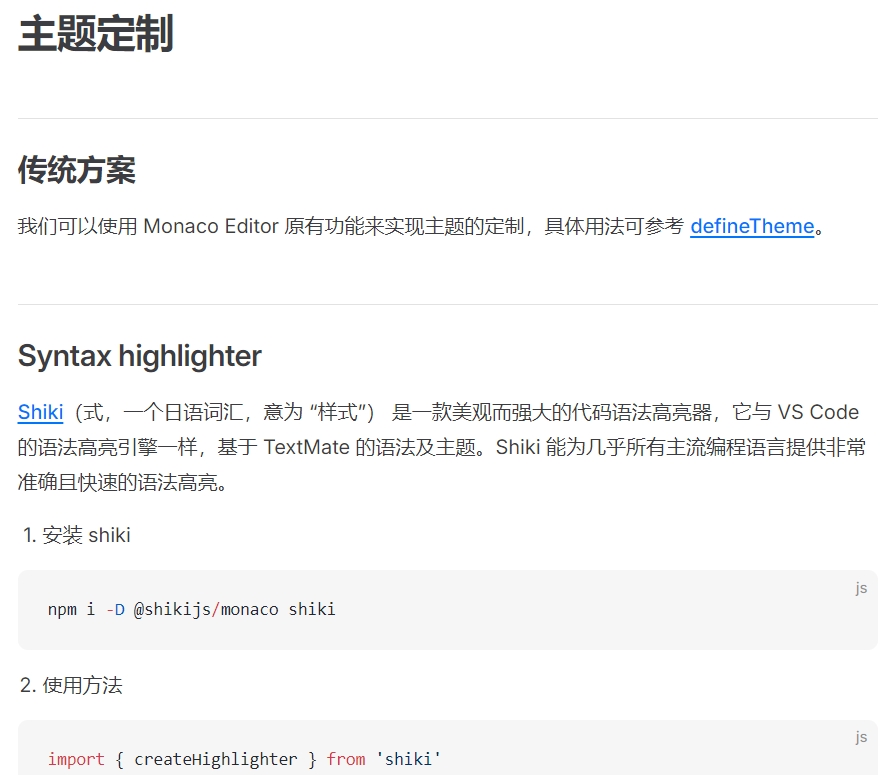 主题定制
传统方案
我们可以使用 Monaco Editor 原有功能来实现主题的定制，具体用法可参考 defineTheme。
Syntax highlighter
Shiki（式，一个日语词汇，意为 “样式”） 是一款美观而强大的代码语法高亮器，它与 VS Code
的语法高亮引擎一样，基于 TextMate 的语法及主题。Shiki 能为几乎所有主流编程语言提供非常
准确且快速的语法高亮。
1. 安装 shiki
js
npm i -D @shikijs/monaco shiki
2. 使用方法
js
import { createHighlighter } from 'shiki'